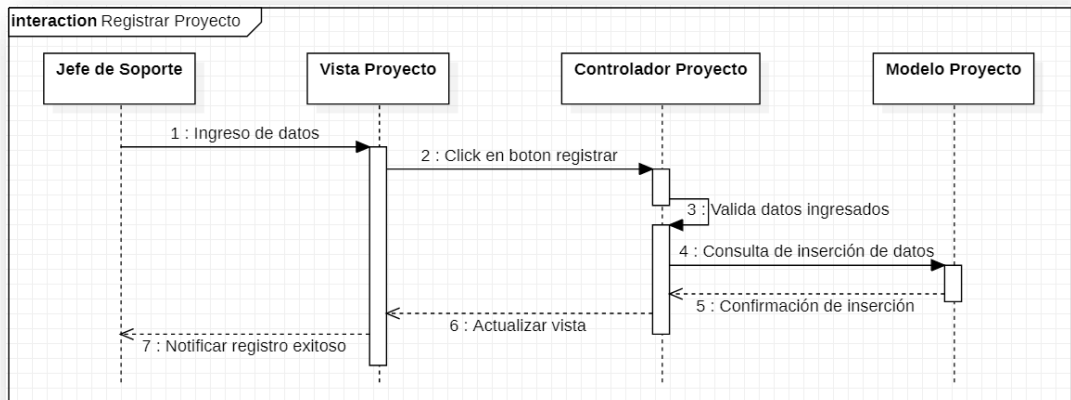 interaction Registrar Proyecto
Jefe de Soporte
Vista Proyecto
Controlador Proyecto
Modelo Proyecto
1 : Ingreso de datos
2 : Click en boton registrar
3 : Valida datos ingresados
4 : Consulta de inserción de datos
5 : Confirmación de inserción
6 : Actualizar vista
7 : Notificar registro exitoso